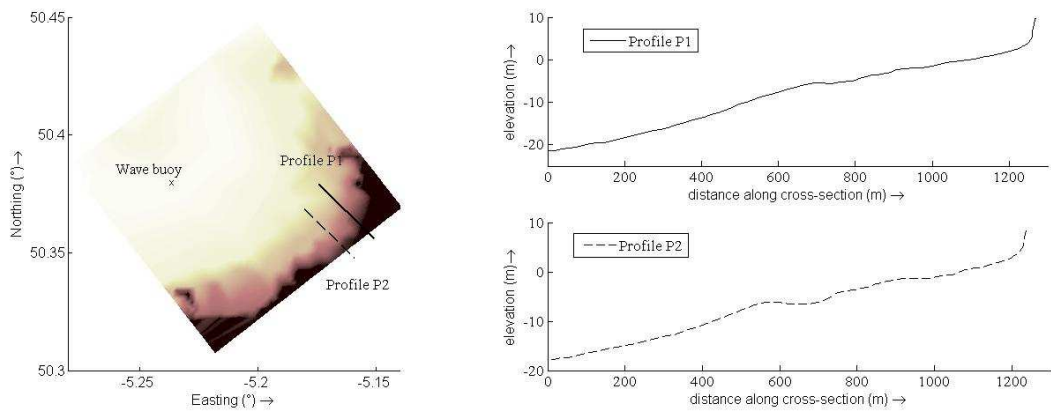 50.45
50.4
50.35
50.3
Northing (°) →
Wave buoy
x
Profile P1
Profile P2
-5.25
-5.2
-5.15
Easting (°) →
10
0
-10
-20
elevation (m) →
Profile P1
0
200
400
600
800
1000
1200
distance along cross-section (m) →
10
0
-10
-20
elevation (m) →
Profile P2
0
200
400
600
800
1000
1200
distance along cross-section (m) →